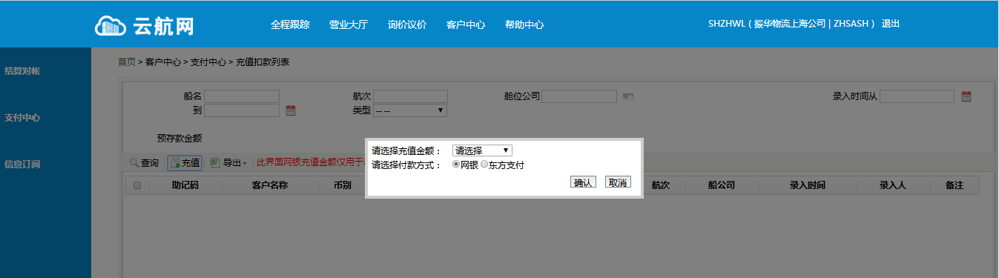 云航网 全程跟踪 营业大厅 询价议价 客户中心 帮助中心 SHZHWL ( 振华物流上海公司 | ZHSASH ) 退出
首页 > 客户中心 > 支付中心 > 充值扣款列表
结算对帐
支付中心
信息订阅
船名 航次 舱位公司 录入时间从
到 类型 -- --
预存款金额
查询 充值 导出 此界面网银充值金额仅用于
请选择充值金额: 请选择
请选择付款方式: 网银 东方支付
确认 取消
助记码 客户名称 币别 航次 船公司 录入时间 录入人 备注